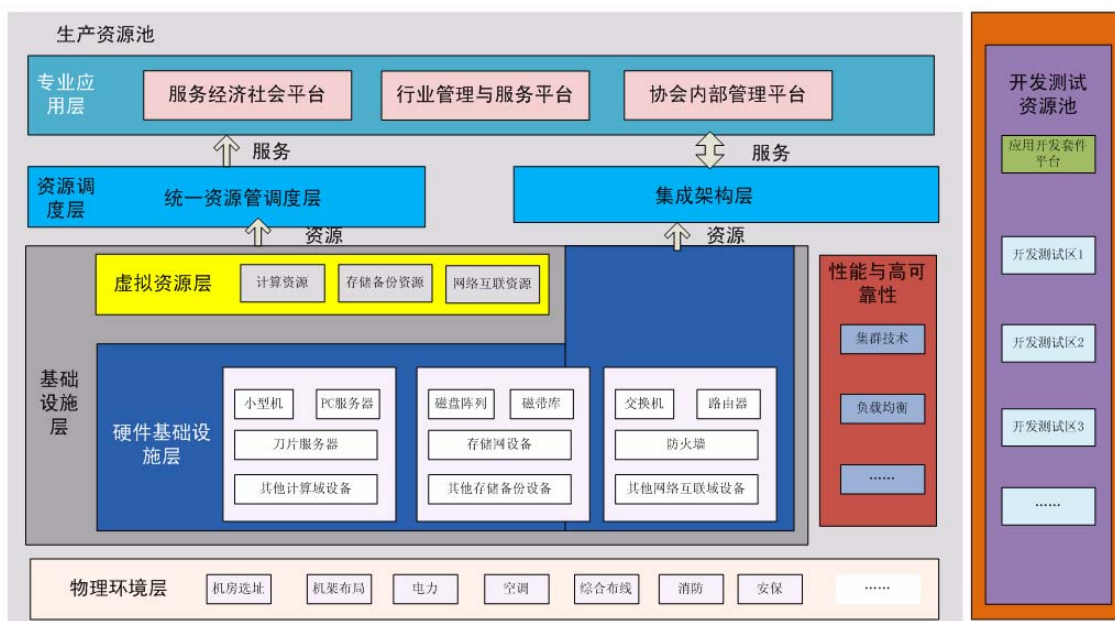 生产资源池
专业应
用层
服务经济社会平台
行业管理与服务平台
协会内部管理平台
服务
服务
资源调
度层
统一资源管调度层
集成架构层
资源
资源
基础
设施
层
虚拟资源层
计算资源
存储备份资源
网络互联资源
硬件基础设
施层
小型机
PC服务器
刀片服务器
其他计算域设备
磁盘阵列
磁带库
存储网设备
其他存储备份设备
交换机
路由器
防火墙
其他网络互联域设备
性能与高可
靠性
集群技术
负载均衡
……
物理环境层
机房选址
机架布局
电力
空调
综合布线
消防
安保
……
开发测试
资源池
应用开发套件
平台
开发测试区1
开发测试区2
开发测试区3
……